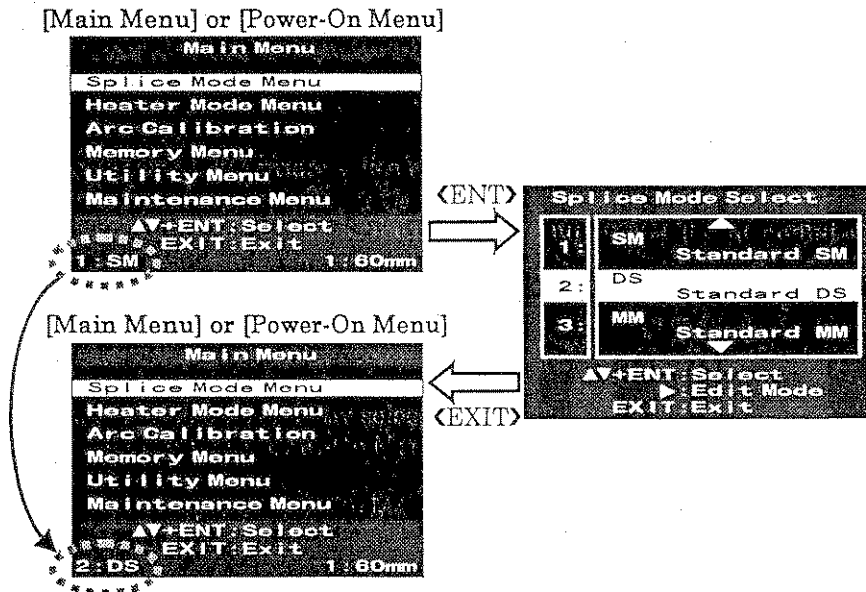 [Main Menu] or [Power-On Menu]
Main Menu
Splice Mode Menu
Heater Mode Menu
Arc Calibration
Memory Menu
Utility Menu
Maintenance Menu
▲▼+ENT:Select
EXIT:Exit
1:SM 1:60mm
<ENT>
Splice Mode Select
1: SM
Standard SM
2: DS
Standard DS
3: MM
Standard MM
▲▼+ENT:Select
▶:Edit Mode
EXIT:Exit
<EXIT>
[Main Menu] or [Power-On Menu]
Main Menu
Splice Mode Menu
Heater Mode Menu
Arc Calibration
Memory Menu
Utility Menu
Maintenance Menu
▲▼+ENT:Select
EXIT:Exit
2:DS 1:60mm